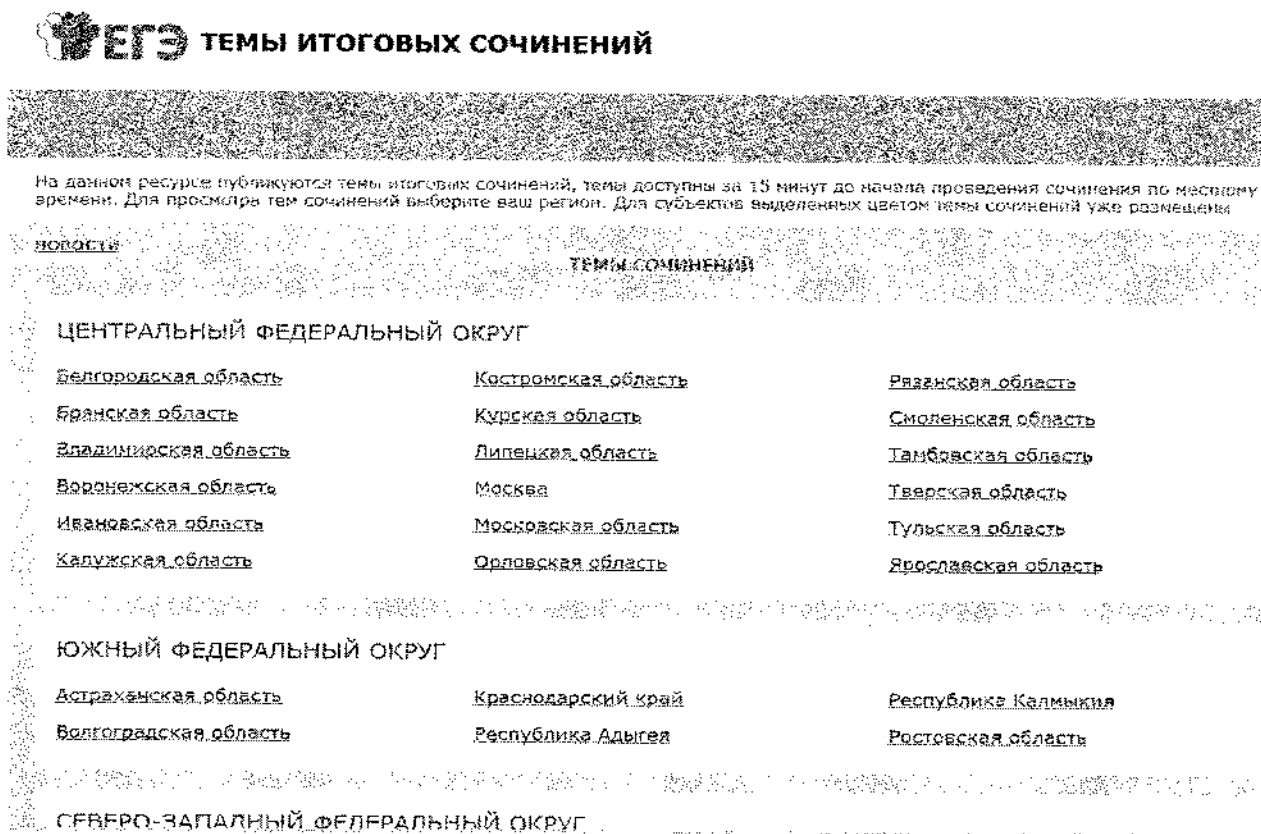 ЕГЭ ТЕМЫ ИТОГОВЫХ СОЧИНЕНИЙ
На данном ресурсе публикуются темы итоговых сочинений, темы доступны за 15 минут до начала проведения сочинения по местному
времени. Для просмотра тем сочинений выберите ваш регион. Для субъектов выделенных цветом темы сочинений уже размещены
новости
ТЕМЫ СОЧИНЕНИЙ
ЦЕНТРАЛЬНЫЙ ФЕДЕРАЛЬНЫЙ ОКРУГ
Белгородская область Костромская область Рязанская область
Брянская область Курская область Смоленская область
Владимирская область Липецкая область Тамбовская область
Воронежская область Москва Тверская область
Ивановская область Московская область Тульская область
Калужская область Орловская область Ярославская область
ЮЖНЫЙ ФЕДЕРАЛЬНЫЙ ОКРУГ
Астраханская область Краснодарский край Республика Калмыкия
Волгоградская область Республика Адыгея Ростовская область
СЕВЕРО-ЗАПАДНЫЙ ФЕДЕРАЛЬНЫЙ ОКРУГ